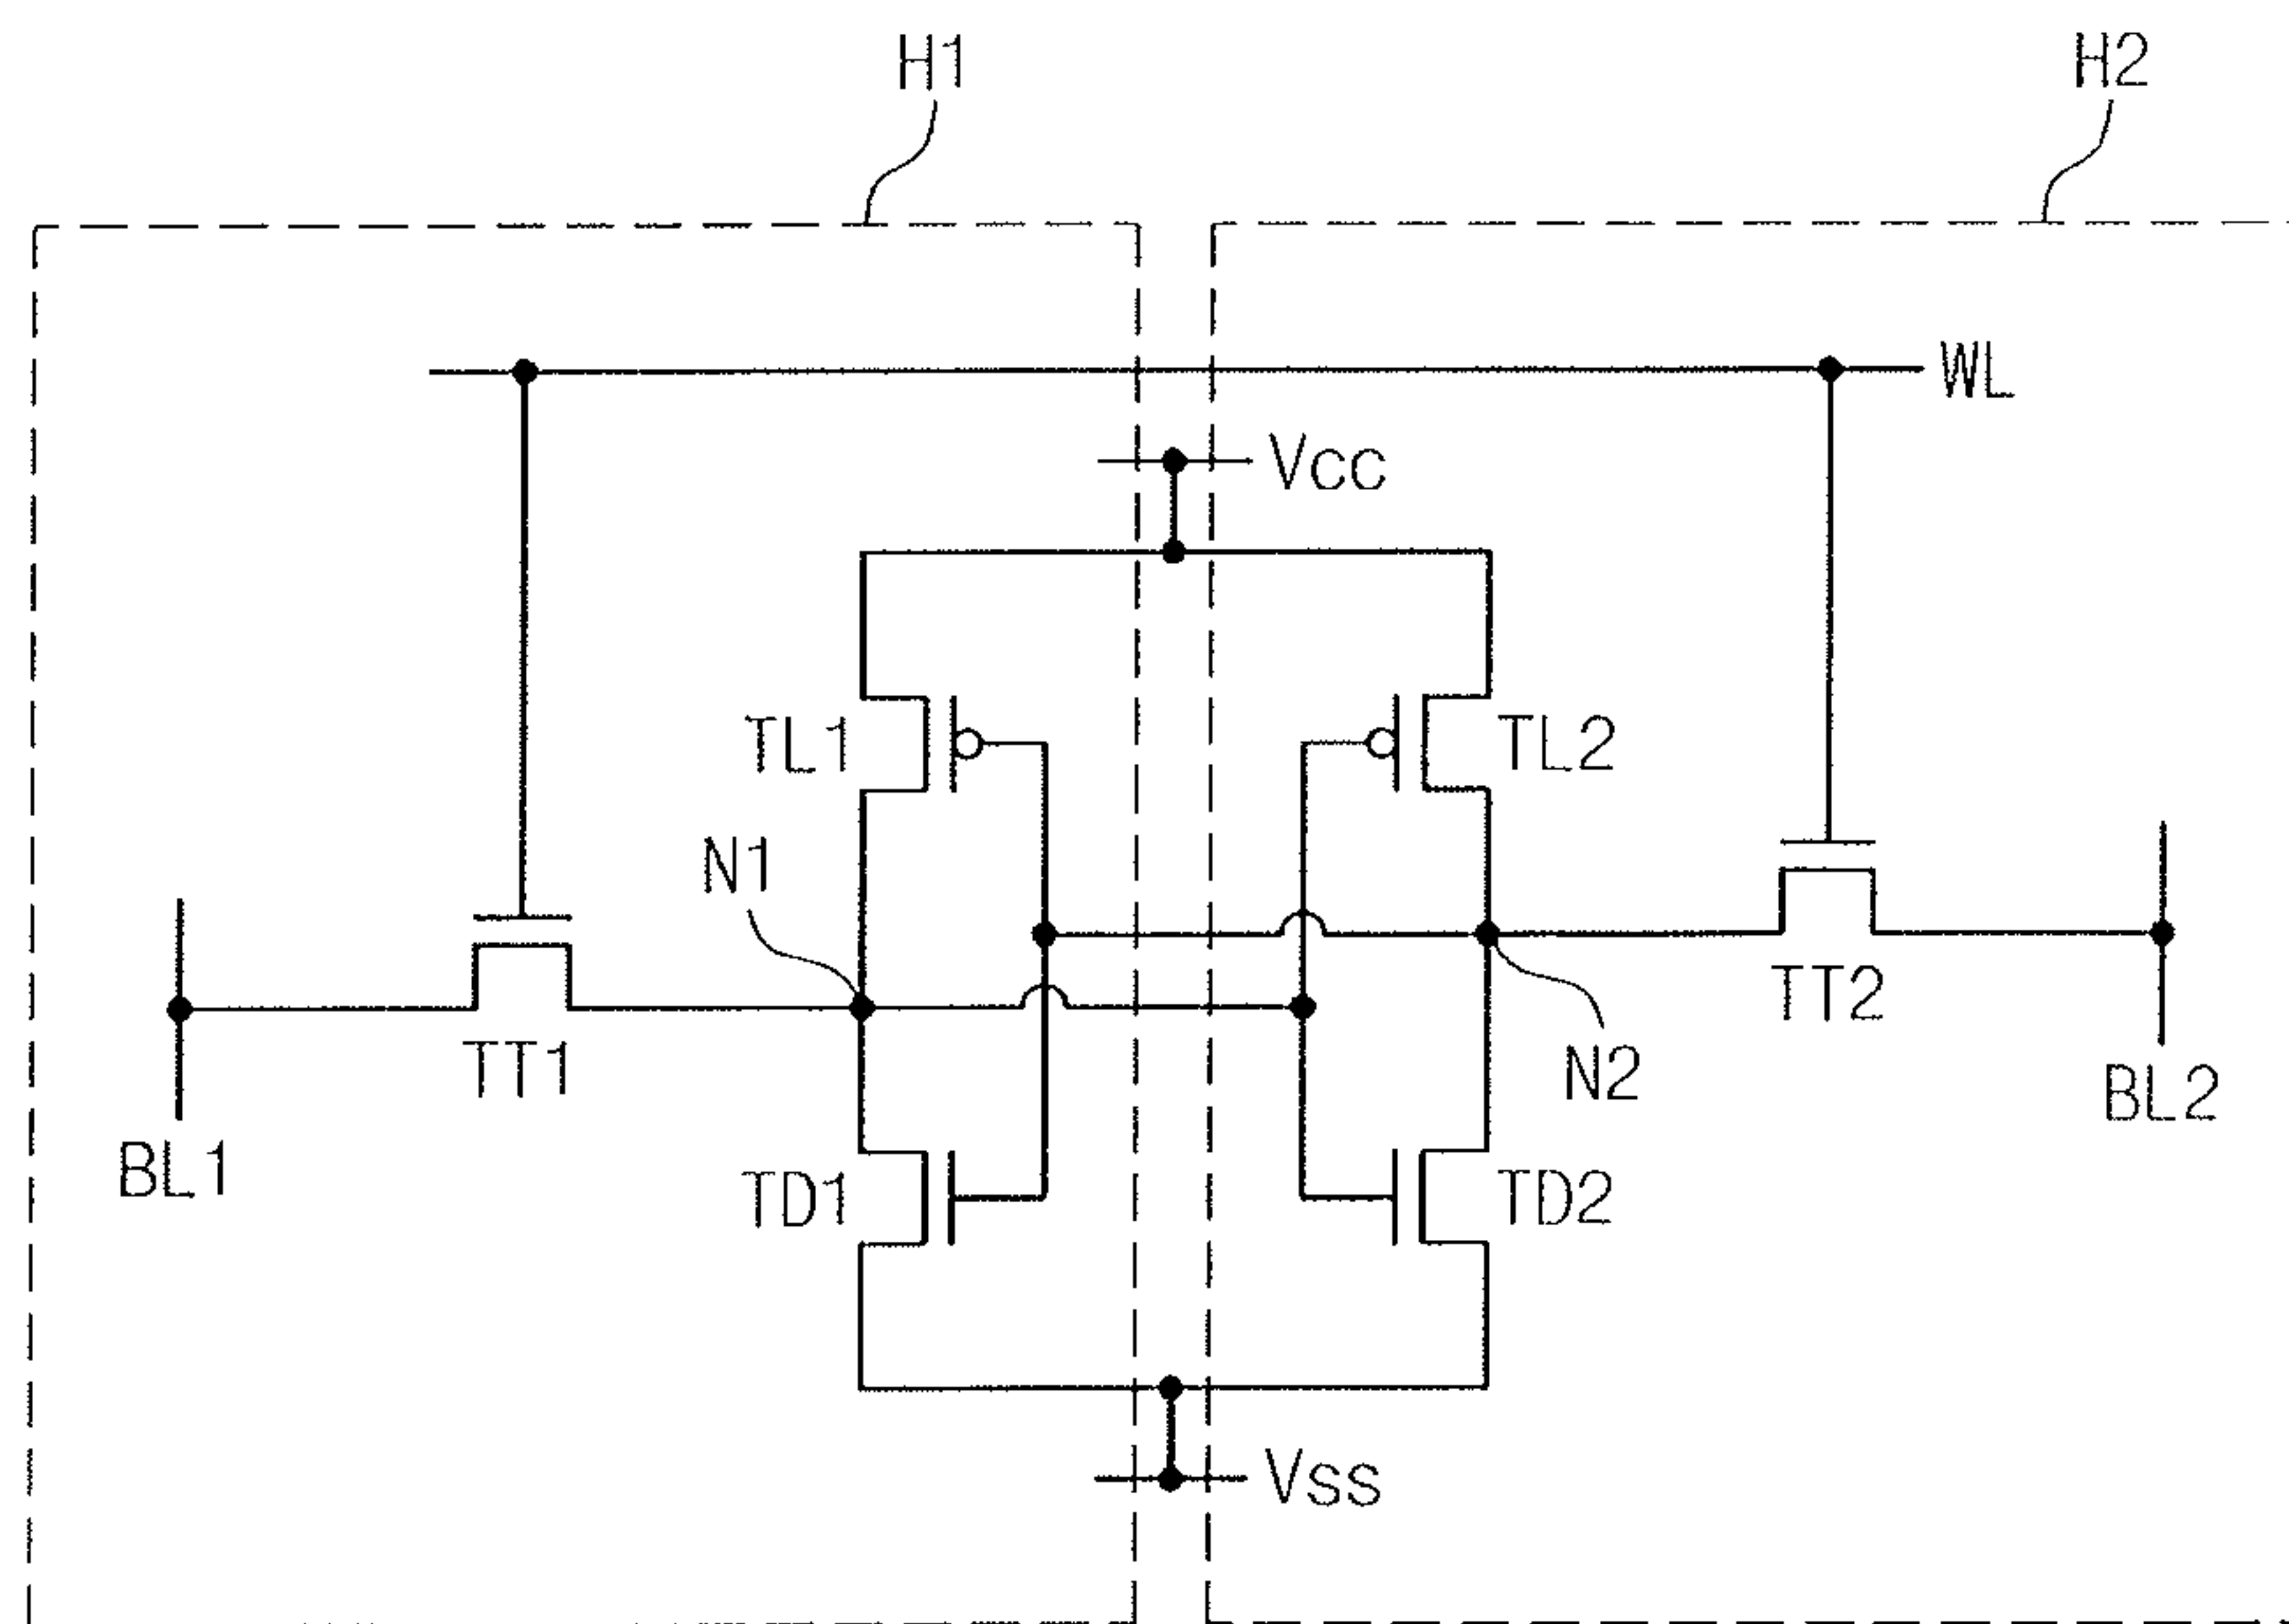 H1
H2
WL
VCC
TL1
TL2
N1
TT1
TT2
N2
BL2
BL1
TD1
TD2
VSS